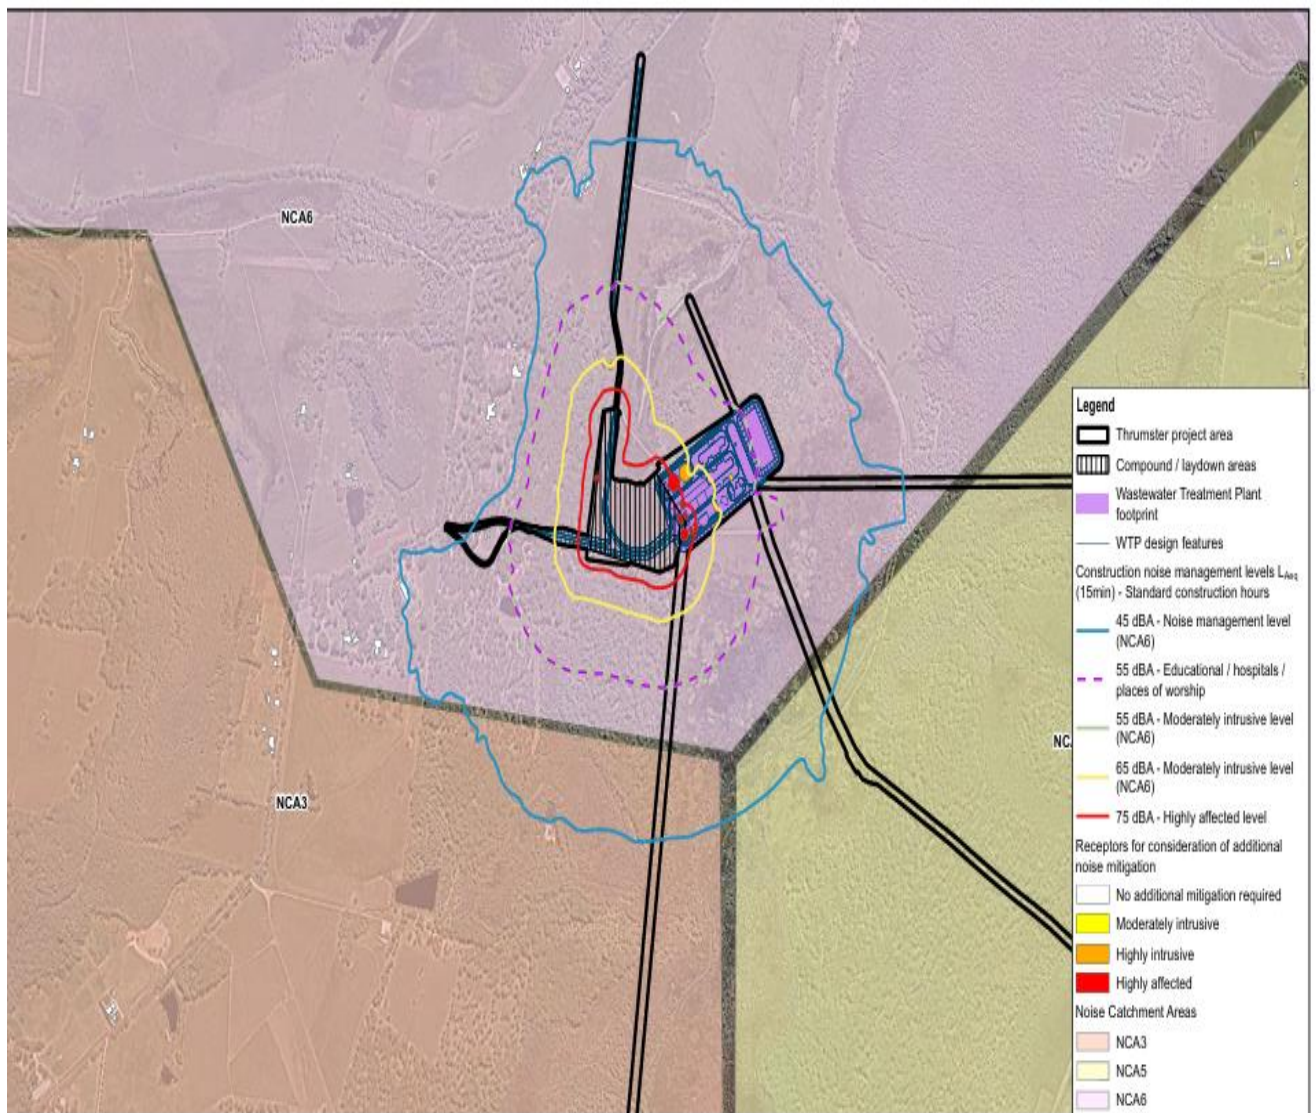 NCA6
NCA3
NC
Legend
Thrumster project area
Compound / laydown areas
Wastewater Treatment Plant
footprint
WTP design features
Construction noise management levels LAeq
(15min) - Standard construction hours
45 dBA - Noise management level
(NCA6)
55 dBA - Educational / hospitals /
places of worship
55 dBA - Moderately intrusive level
(NCA6)
65 dBA - Moderately intrusive level
(NCA6)
75 dBA - Highly affected level
Receptors for consideration of additional
noise mitigation
No additional mitigation required
Moderately intrusive
Highly intrusive
Highly affected
Noise Catchment Areas
NCA3
NCA5
NCA6